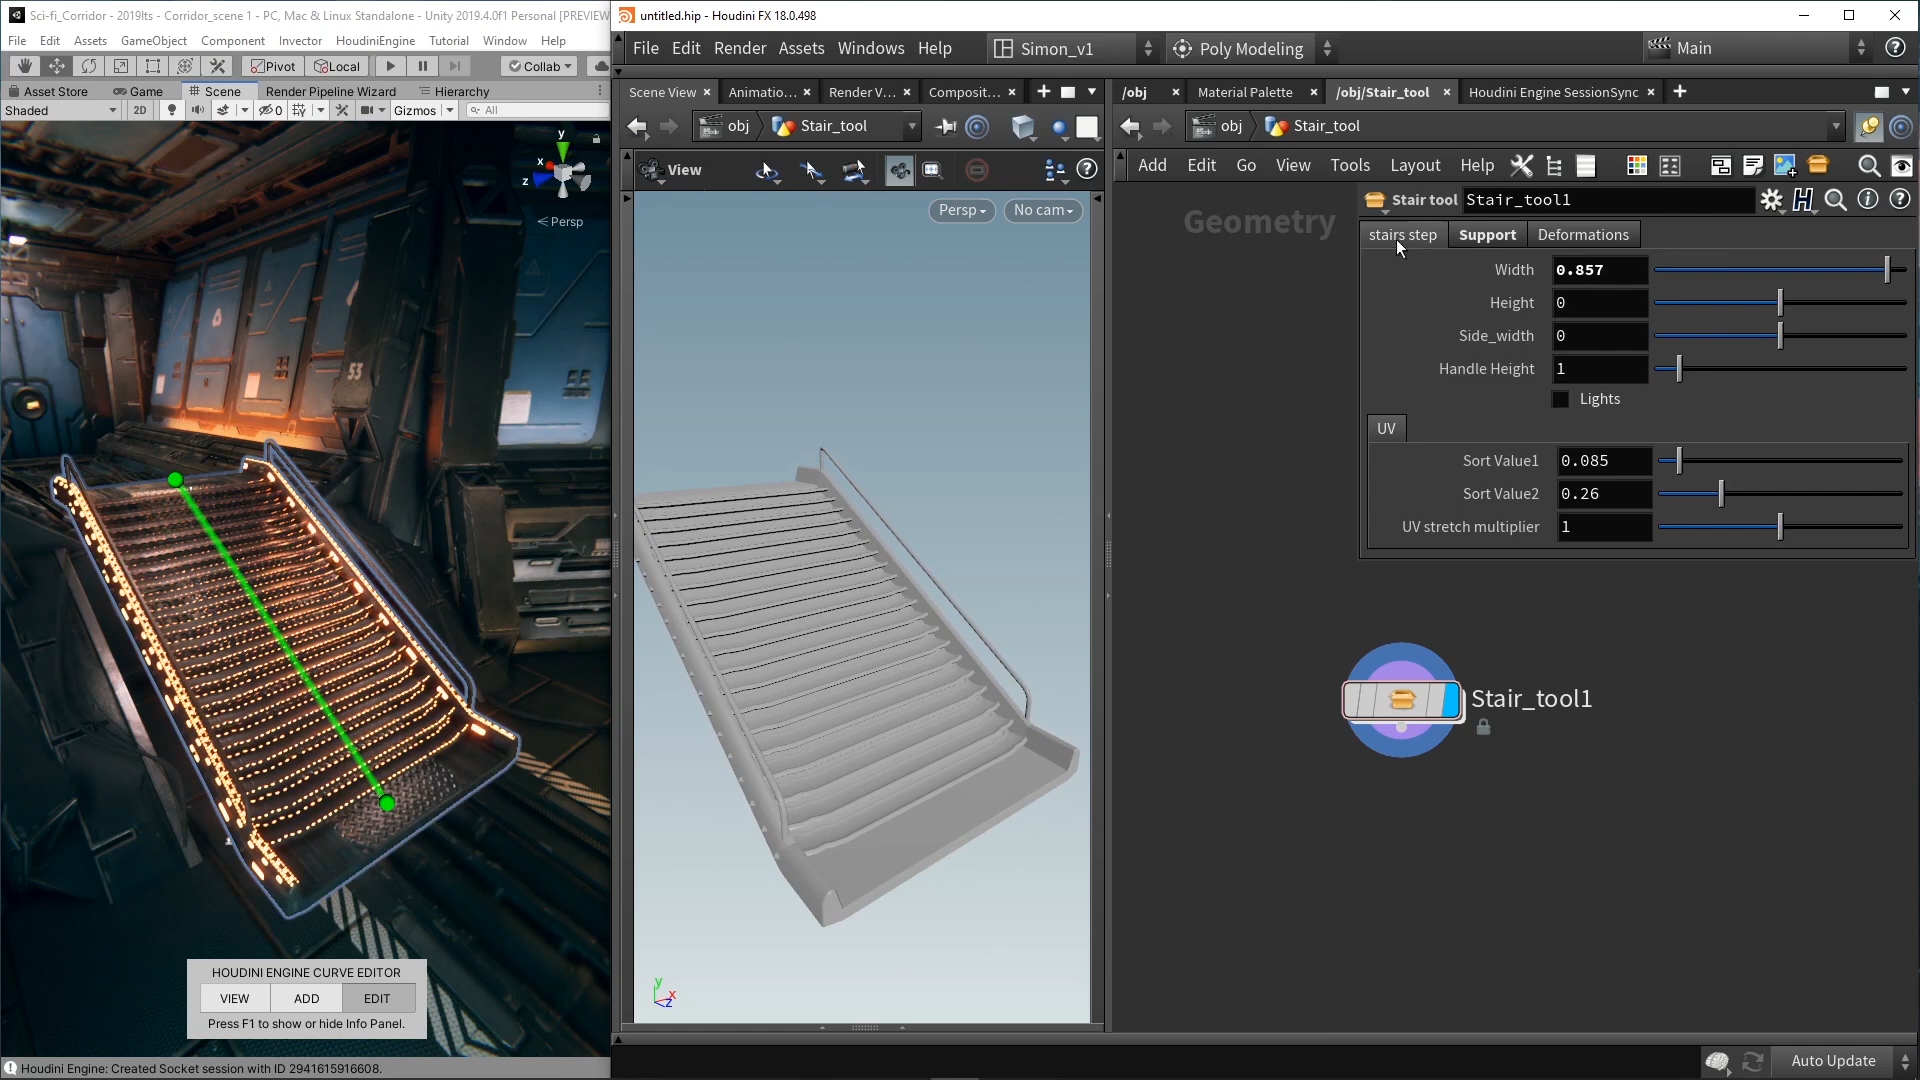 Sci-fi_Corridor - 2019lts - Corridor_scene 1 - PC, Mac & Linux Standalone - Unity 2019.4.0f1 Personal [PREVIEW
File Edit Assets GameObject Component Invector HoudiniEngine Tutorial Window Help
Pivot Local Collab
Asset Store Game Scene Render Pipeline Wizard Hierarchy
Shaded 2D 0 Gizmos All
y
x
z
Persp
53
HOUDINI ENGINE CURVE EDITOR
VIEW ADD EDIT
Press F1 to show or hide Info Panel.
Houdini Engine: Created Socket session with ID 2941615916608.
untitled.hip - Houdini FX 18.0.498
File Edit Render Assets Windows Help Simon_v1 Poly Modeling Main
Scene View Animatio... Render V... Composit...
obj Stair_tool
View
Persp No cam
y
x
z
/obj Material Palette /obj/Stair_tool Houdini Engine SessionSync
obj Stair_tool
Add Edit Go View Tools Layout Help
Geometry
Stair tool Stair_tool1
stairs step Support Deformations
Width 0.857
Height 0
Side_width 0
Handle Height 1
Lights
UV
Sort Value1 0.085
Sort Value2 0.26
UV stretch multiplier 1
Stair_tool1
Auto Update